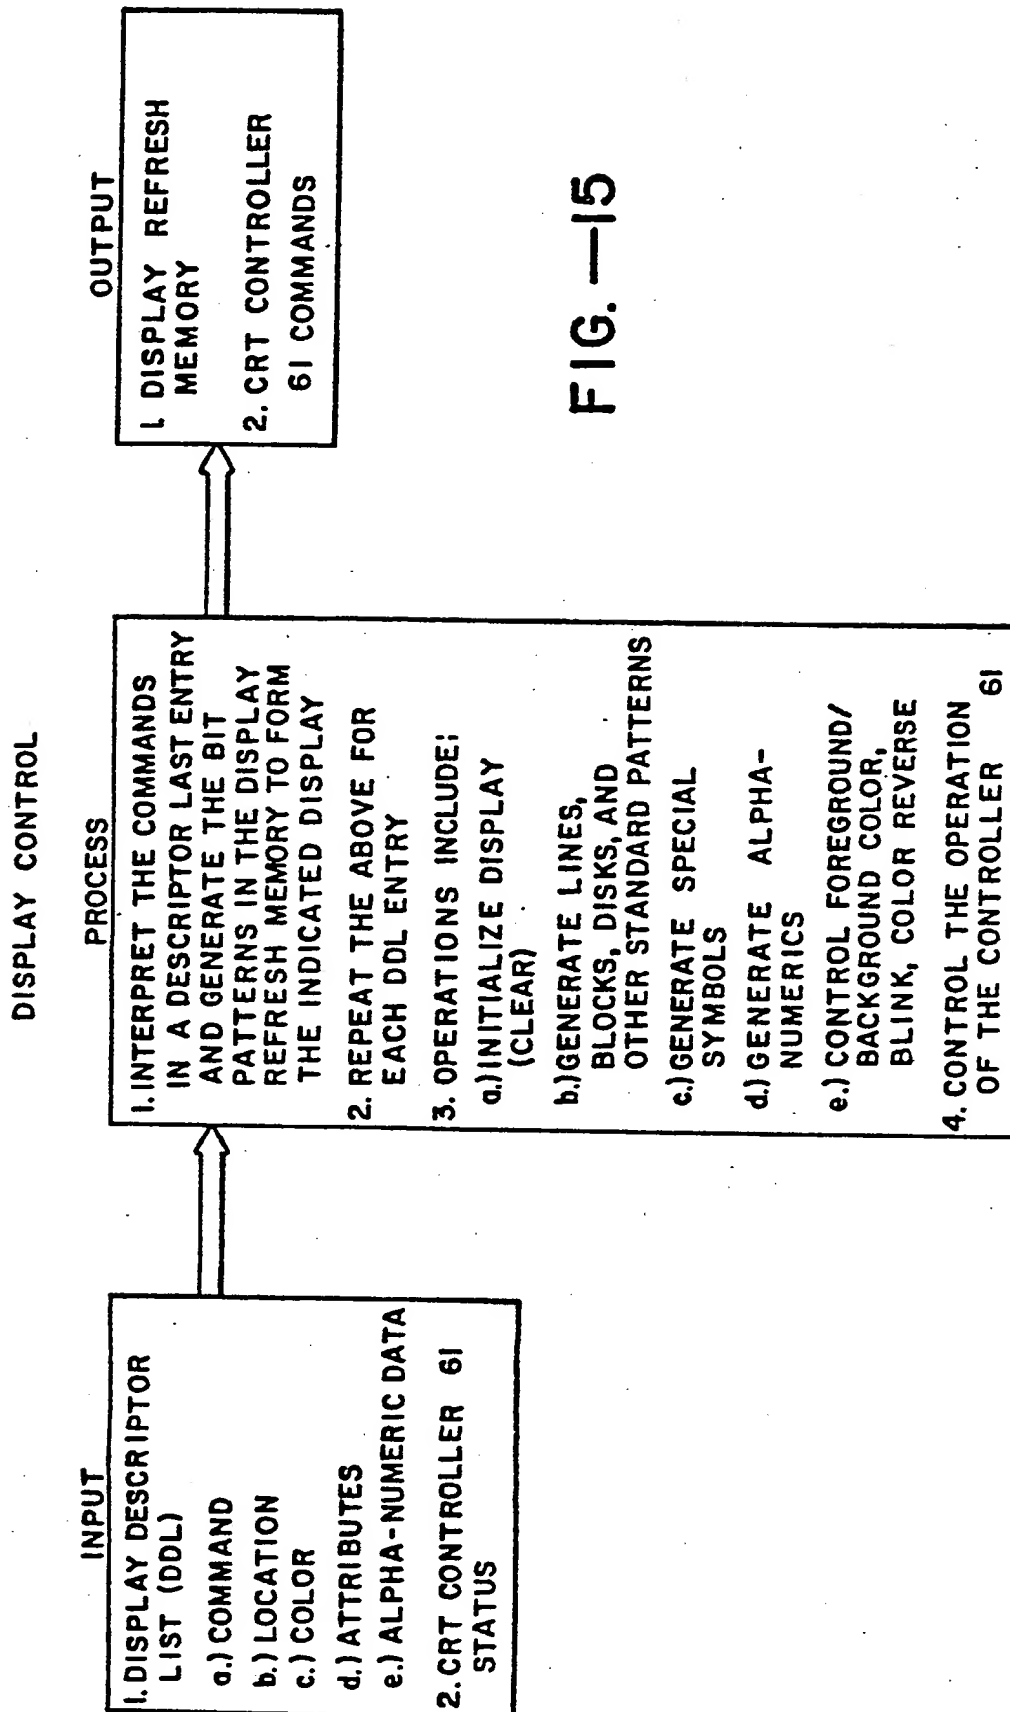 DISPLAY CONTROL
INPUT
1. DISPLAY DESCRIPTOR
LIST (DDL)
a.) COMMAND
b.) LOCATION
c.) COLOR
d.) ATTRIBUTES
e.) ALPHA-NUMERIC DATA
2. CRT CONTROLLER 61
STATUS
PROCESS
1. INTERPRET THE COMMANDS
IN A DESCRIPTOR LAST ENTRY
AND GENERATE THE BIT
PATTERNS IN THE DISPLAY
REFRESH MEMORY TO FORM
THE INDICATED DISPLAY
2. REPEAT THE ABOVE FOR
EACH DDL ENTRY
3. OPERATIONS INCLUDE:
a.) INITIALIZE DISPLAY
(CLEAR)
b.) GENERATE LINES,
BLOCKS, DISKS, AND
OTHER STANDARD PATTERNS
c.) GENERATE SPECIAL
SYMBOLS
d.) GENERATE ALPHA-
NUMERICS
e.) CONTROL FOREGROUND/
BACKGROUND COLOR,
BLINK, COLOR REVERSE
4. CONTROL THE OPERATION
OF THE CONTROLLER 61
OUTPUT
1. DISPLAY REFRESH
MEMORY
2. CRT CONTROLLER
61 COMMANDS
FIG.—15